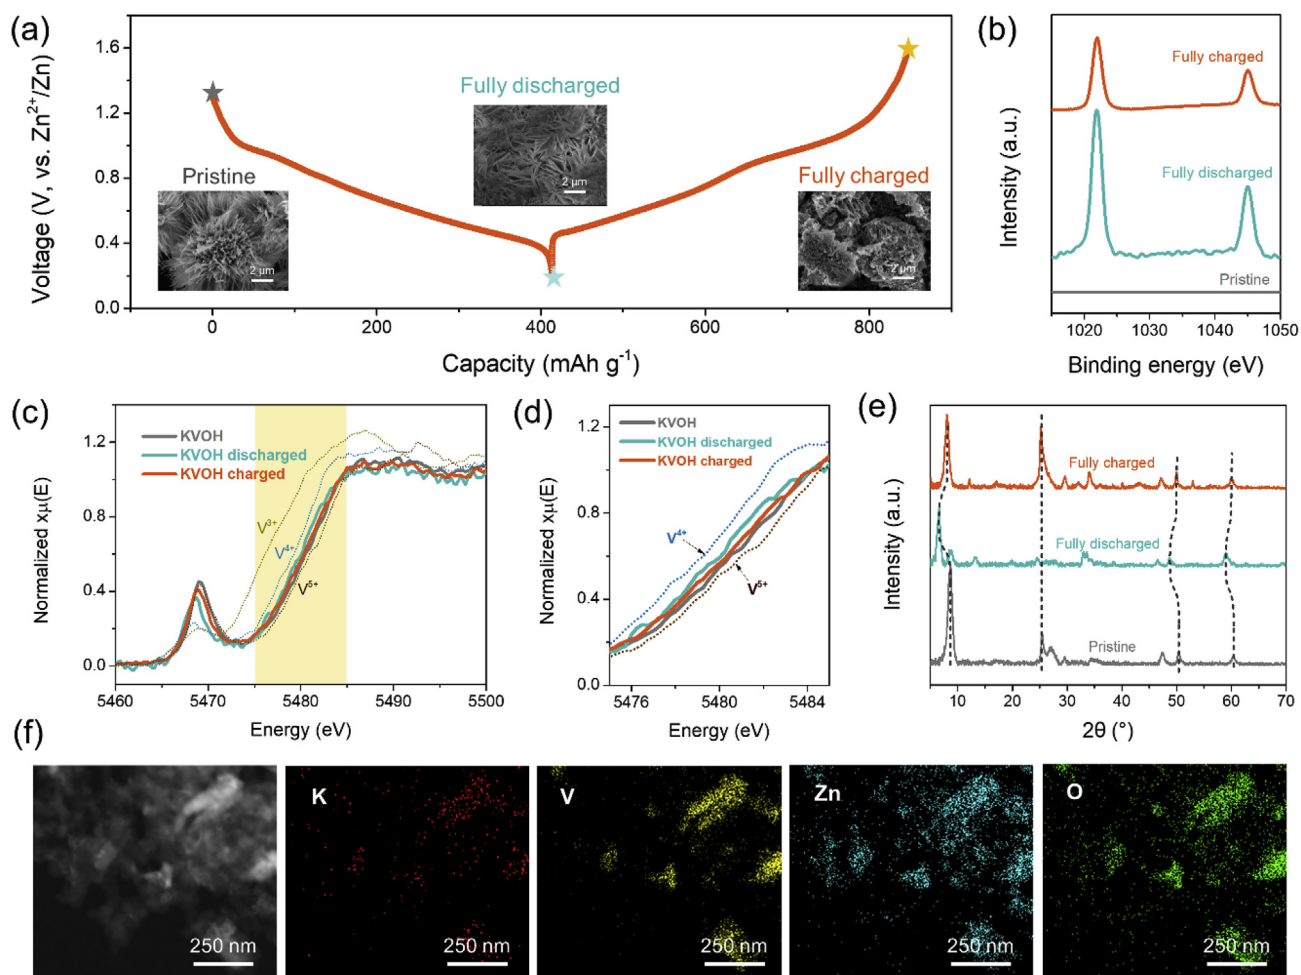 (a)
Voltage (V, vs. Zn²⁺/Zn)
1.6
1.2
0.8
0.4
0.0
0
200
400
600
800
Capacity (mAh g⁻¹)
Pristine
2 μm
Fully discharged
2 μm
Fully charged
2 μm
(b)
Intensity (a.u.)
Fully charged
Fully discharged
Pristine
1020
1030
1040
1050
Binding energy (eV)
(c)
Normalized xμ(E)
1.2
0.8
0.4
0.0
KVOH
KVOH discharged
KVOH charged
V³⁺
V⁴⁺
V⁵⁺
5460
5470
5480
5490
5500
Energy (eV)
(d)
Normalized xμ(E)
1.2
0.9
0.6
0.3
0.0
KVOH
KVOH discharged
KVOH charged
V⁴⁺
V⁵⁺
5476
5480
5484
Energy (eV)
(e)
Intensity (a.u.)
Fully charged
Fully discharged
Pristine
10
20
30
40
50
60
70
2θ (°)
(f)
250 nm
K
250 nm
V
250 nm
Zn
250 nm
O
250 nm